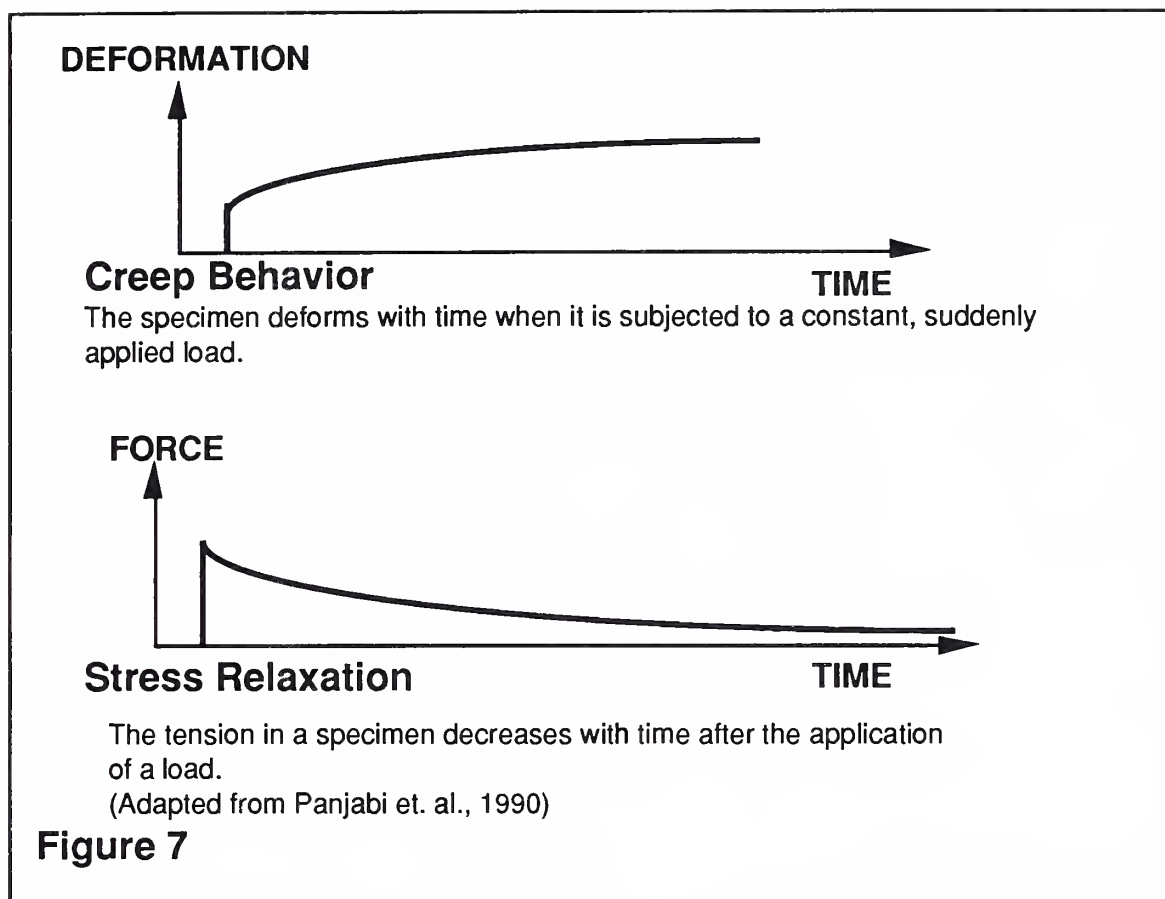 DEFORMATION
Creep Behavior
TIME
The specimen deforms with time when it is subjected to a constant, suddenly
applied load.
FORCE
Stress Relaxation
TIME
The tension in a specimen decreases with time after the application
of a load.
(Adapted from Panjabi et. al., 1990)
Figure 7